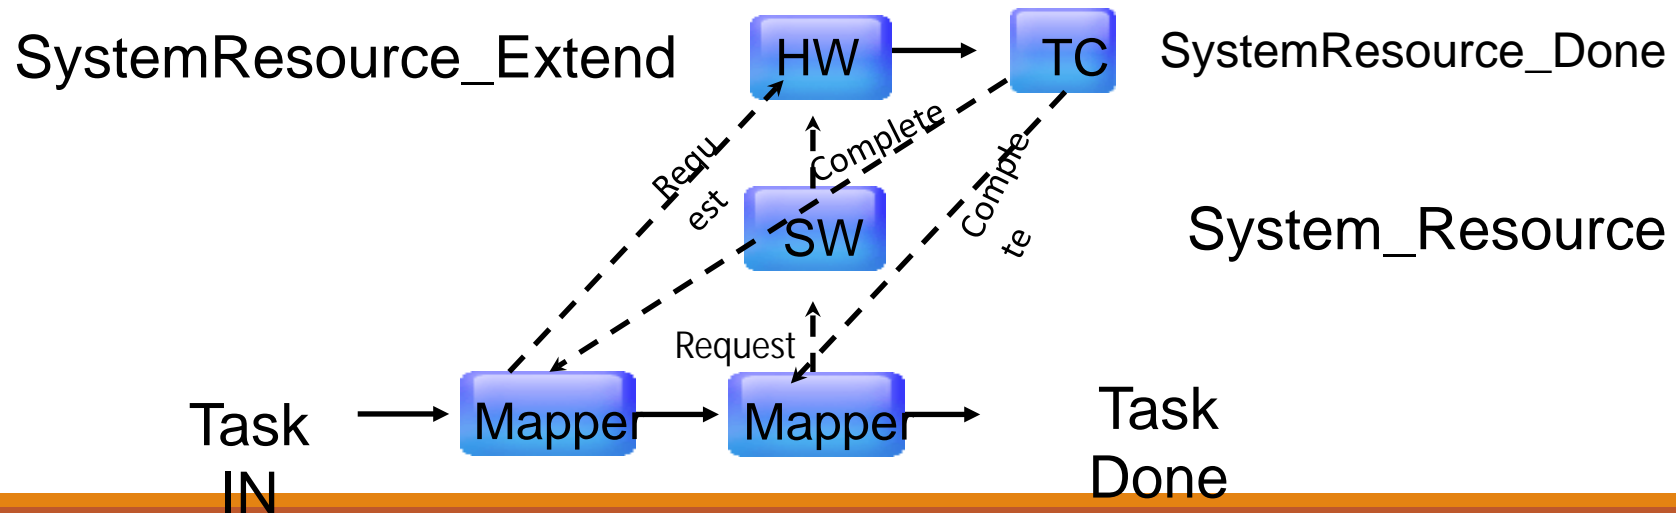 SystemResource_Extend
HW
TC
SystemResource_Done
Complete
Requ
est
Comple
te
SW
System_Resource
Request
Task
IN
Mapper
Mapper
Task
Done